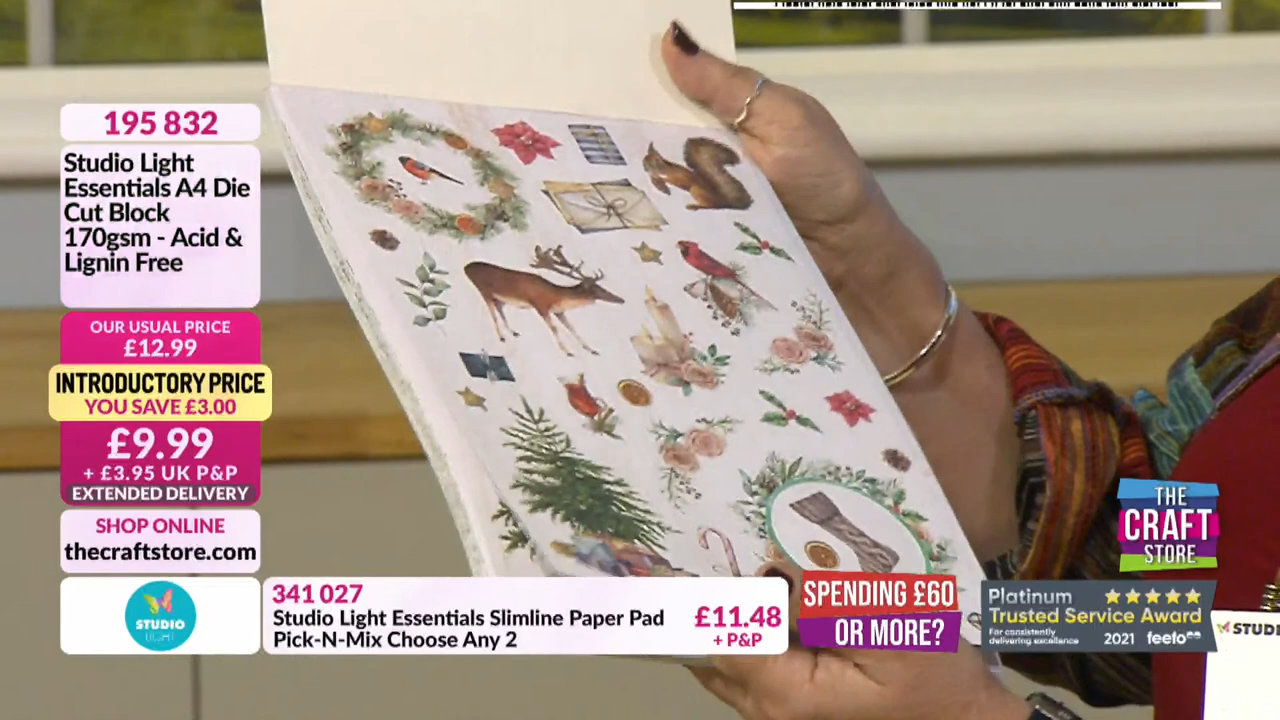 195 832
Studio Light
Essentials A4 Die
Cut Block
170gsm - Acid &
Lignin Free
OUR USUAL PRICE
£12.99
INTRODUCTORY PRICE
YOU SAVE £3.00
£9.99
+ £3.95 UK P&P
EXTENDED DELIVERY
SHOP ONLINE
thecraftstore.com
STUDIO
LIGHT
341 027
Studio Light Essentials Slimline Paper Pad
Pick-N-Mix Choose Any 2
£11.48
+ P&P
SPENDING £60
OR MORE?
THE
CRAFT
STORE
Platinum
Trusted Service Award
For consistently
delivering excellence
2021 feefo